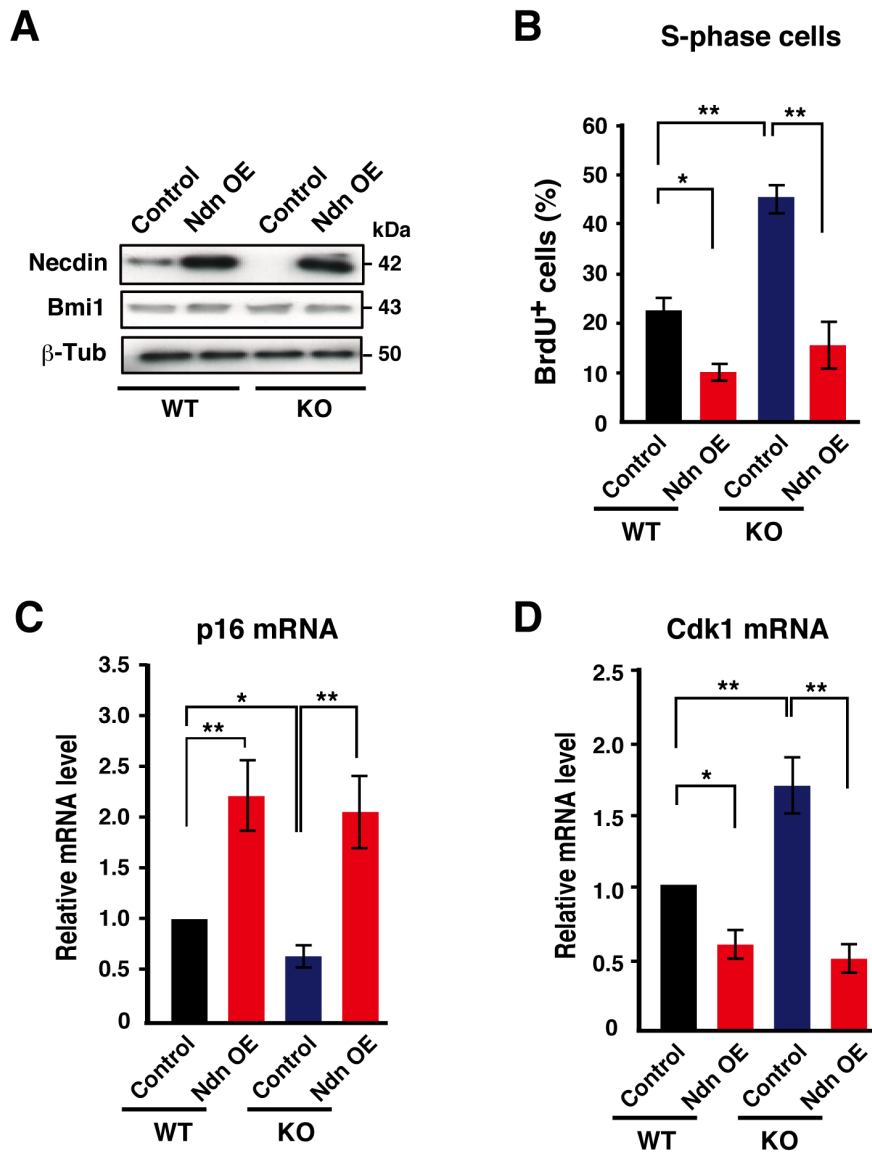 A
Control
Ndn OE
Control
Ndn OE
kDa
Necdin
42
Bmi1
43
β-Tub
50
WT
KO
B
S-phase cells
**
**
*
BrdU+ cells (%)
60
50
40
30
20
10
0
Control
Ndn OE
Control
Ndn OE
WT
KO
C
p16 mRNA
*
**
**
Relative mRNA level
3.5
3.0
2.5
2.0
1.5
1.0
0.5
0
Control
Ndn OE
Control
Ndn OE
WT
KO
D
Cdk1 mRNA
**
**
*
Relative mRNA level
2.5
2.0
1.5
1.0
0.5
0
Control
Ndn OE
Control
Ndn OE
WT
KO